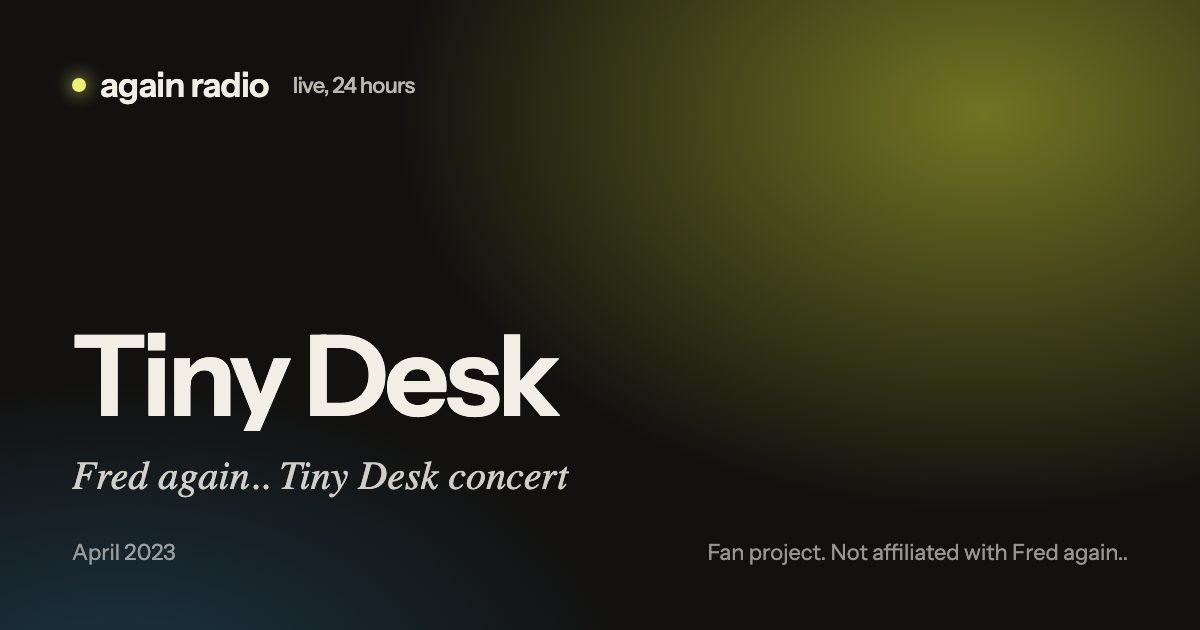 again radio live, 24 hours
Tiny Desk
Fred again.. Tiny Desk concert
April 2023
Fan project. Not affiliated with Fred again..